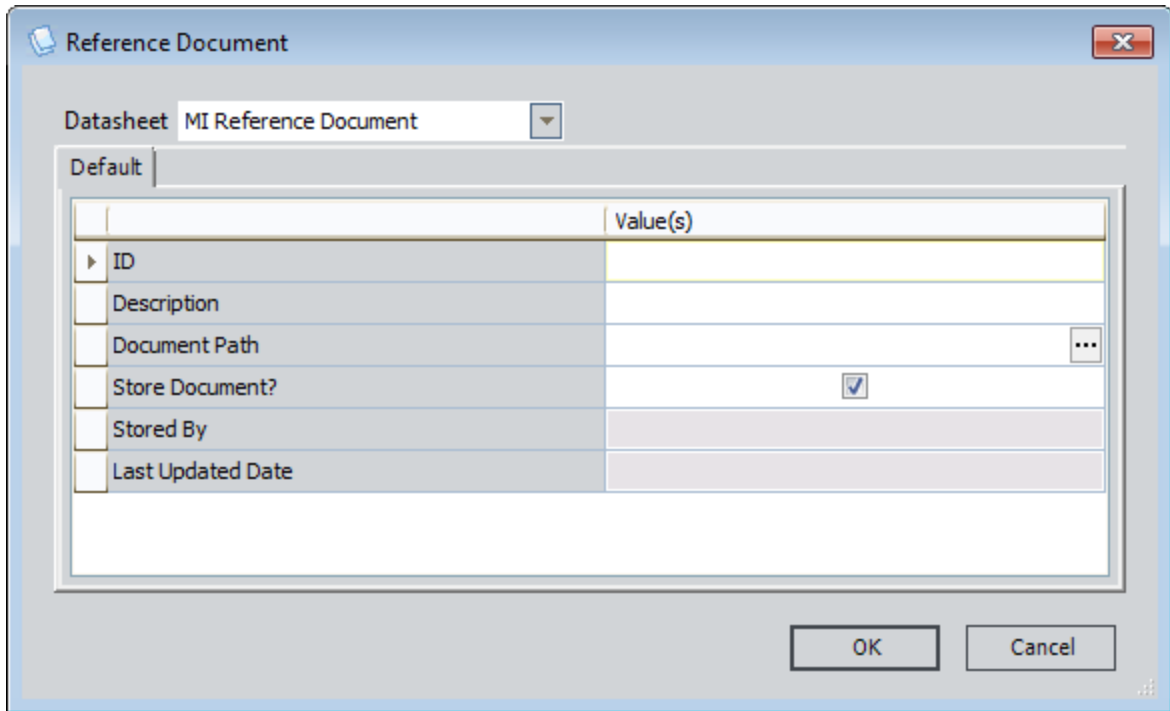 Reference Document
Datasheet MI Reference Document
Default
Value(s)
ID
Description
Document Path ...
Store Document?
Stored By
Last Updated Date
OK Cancel